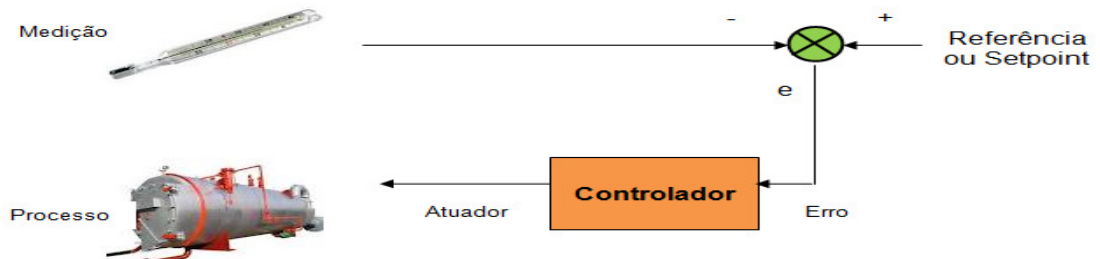 Medição
- +
Referência
ou Setpoint
e
Controlador
Processo
Atuador
Erro